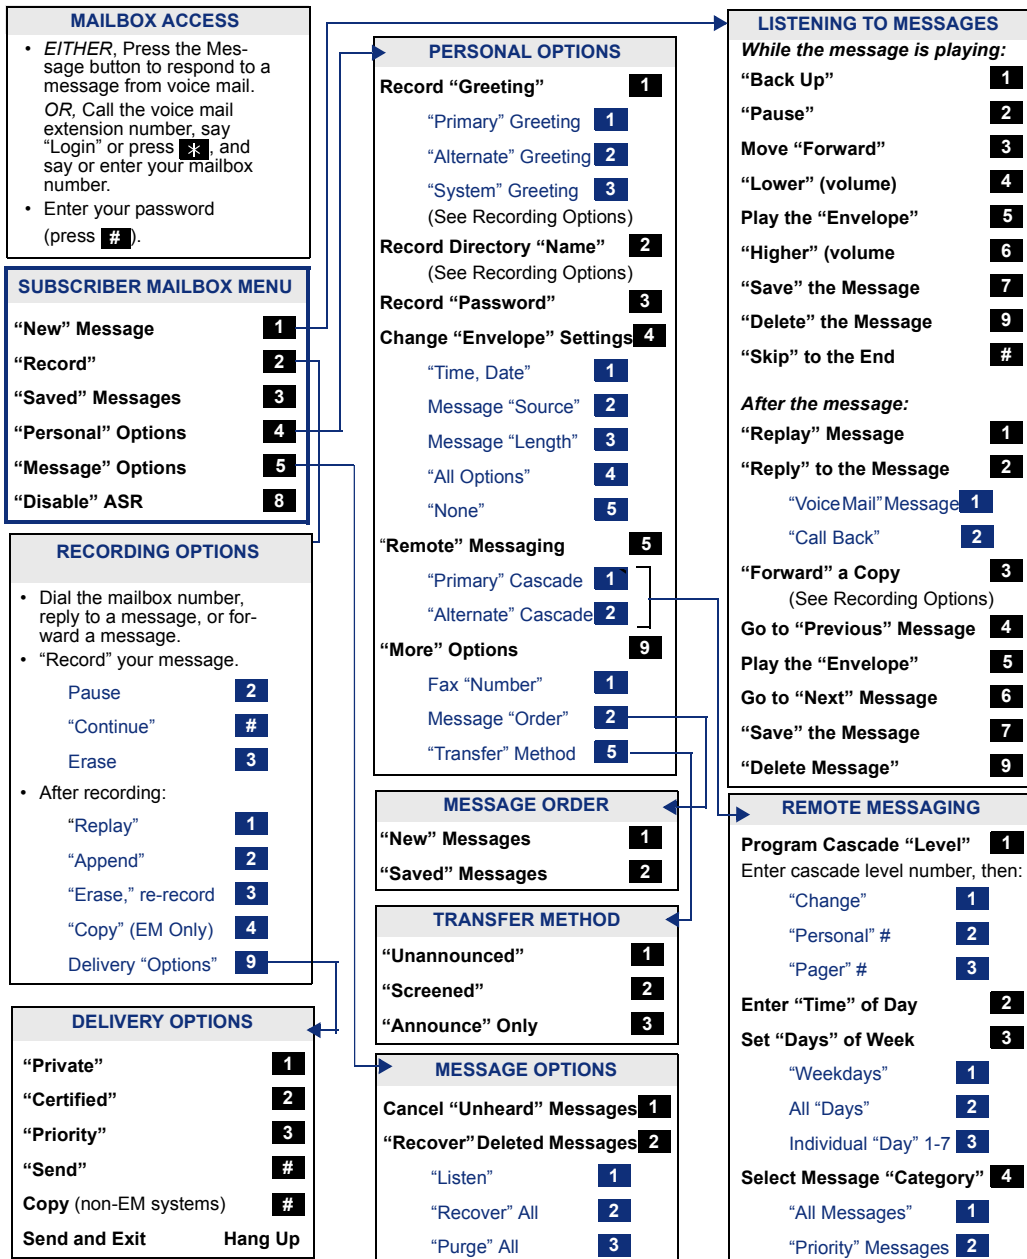 MAILBOX ACCESS
• EITHER, Press the Mes-
sage button to respond to a
message from voice mail.
OR, Call the voice mail
extension number, say
“Login” or press * , and
say or enter your mailbox
number.
• Enter your password
(press # ).
SUBSCRIBER MAILBOX MENU
“New” Message 1
“Record” 2
“Saved” Messages 3
“Personal” Options 4
“Message” Options 5
“Disable” ASR 8
RECORDING OPTIONS
• Dial the mailbox number,
reply to a message, or for-
ward a message.
• “Record” your message.
Pause 2
“Continue” #
Erase 3
• After recording:
“Replay” 1
“Append” 2
“Erase,” re-record 3
“Copy” (EM Only) 4
Delivery “Options” 9
DELIVERY OPTIONS
“Private” 1
“Certified” 2
“Priority” 3
“Send” #
Copy (non-EM systems) #
Send and Exit Hang Up
PERSONAL OPTIONS
Record “Greeting” 1
“Primary” Greeting 1
“Alternate” Greeting 2
“System” Greeting 3
(See Recording Options)
Record Directory “Name” 2
(See Recording Options)
Record “Password” 3
Change “Envelope” Settings 4
“Time, Date” 1
Message “Source” 2
Message “Length” 3
“All Options” 4
“None” 5
“Remote” Messaging 5
“Primary” Cascade 1
“Alternate” Cascade 2
“More” Options 9
Fax “Number” 1
Message “Order” 2
“Transfer” Method 5
MESSAGE ORDER
“New” Messages 1
“Saved” Messages 2
TRANSFER METHOD
“Unannounced” 1
“Screened” 2
“Announce” Only 3
MESSAGE OPTIONS
Cancel “Unheard” Messages 1
“Recover” Deleted Messages 2
“Listen” 1
“Recover” All 2
“Purge” All 3
LISTENING TO MESSAGES
While the message is playing:
“Back Up” 1
“Pause” 2
Move “Forward” 3
“Lower” (volume) 4
Play the “Envelope” 5
“Higher” (volume 6
“Save” the Message 7
“Delete” the Message 9
“Skip” to the End #
After the message:
“Replay” Message 1
“Reply” to the Message 2
“Voice Mail” Message 1
“Call Back” 2
“Forward” a Copy 3
(See Recording Options)
Go to “Previous” Message 4
Play the “Envelope” 5
Go to “Next” Message 6
“Save” the Message 7
“Delete Message” 9
REMOTE MESSAGING
Program Cascade “Level” 1
Enter cascade level number, then:
“Change” 1
“Personal” # 2
“Pager” # 3
Enter “Time” of Day 2
Set “Days” of Week 3
“Weekdays” 1
All “Days” 2
Individual “Day” 1-7 3
Select Message “Category” 4
“All Messages” 1
“Priority” Messages 2